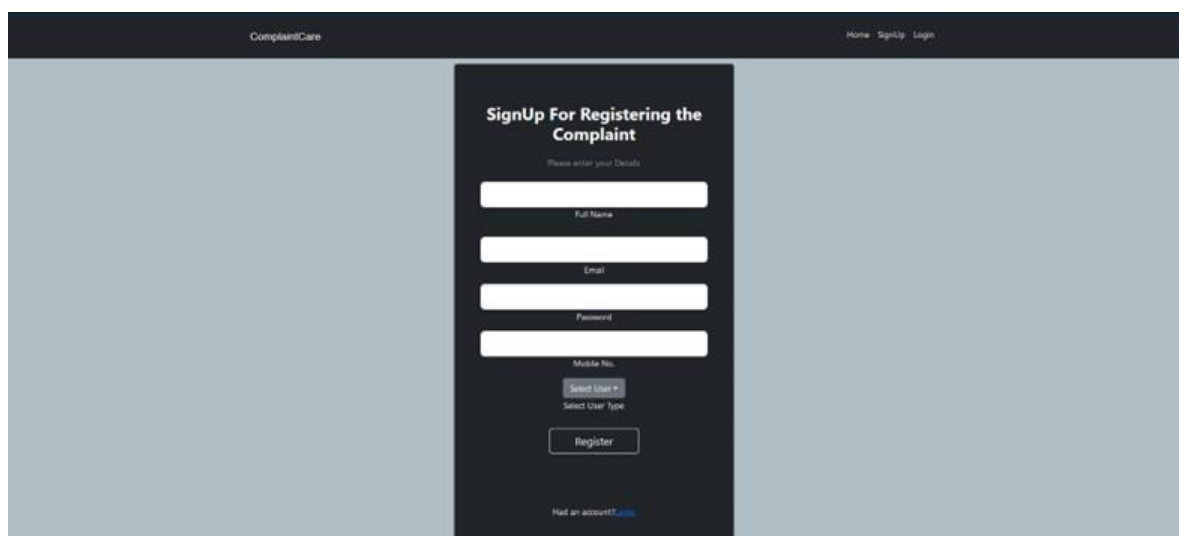 ComplaintCare
Home SignUp Login
SignUp For Registering the
Complaint
Please enter your Details
Full Name
Email
Password
Mobile No.
Select User
Select User Type
Register
Had an account?Login